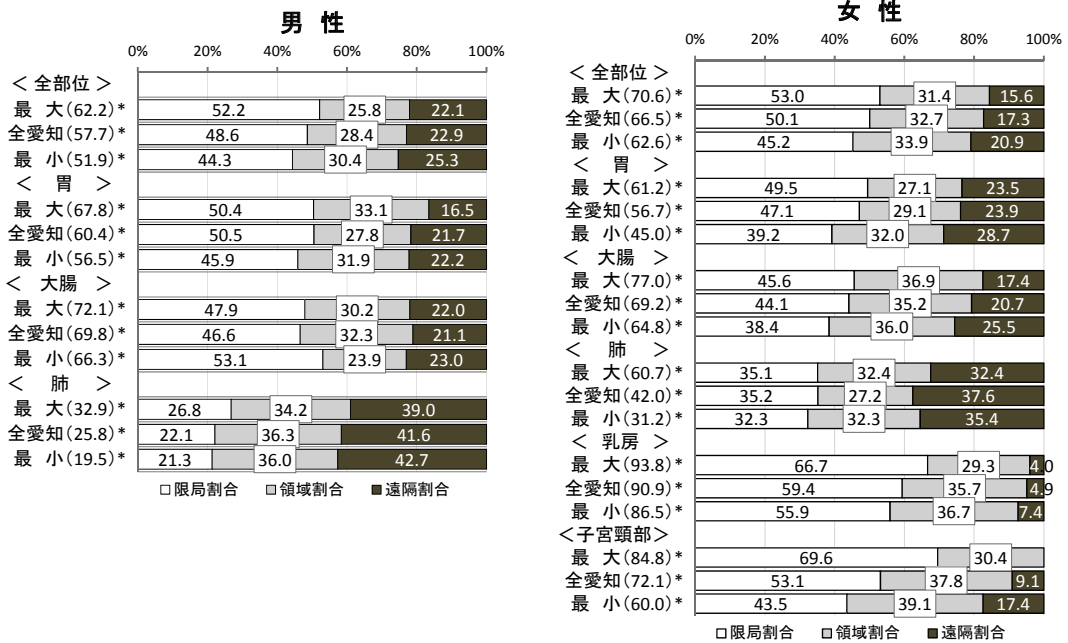 男 性
0% 20% 40% 60% 80% 100%
＜ 全部位 ＞
最 大(62.2)* 52.2 25.8 22.1
全愛知(57.7)* 48.6 28.4 22.9
最 小(51.9)* 44.3 30.4 25.3
＜ 胃 ＞
最 大(67.8)* 50.4 33.1 16.5
全愛知(60.4)* 50.5 27.8 21.7
最 小(56.5)* 45.9 31.9 22.2
＜ 大腸 ＞
最 大(72.1)* 47.9 30.2 22.0
全愛知(69.8)* 46.6 32.3 21.1
最 小(66.3)* 53.1 23.9 23.0
＜ 肺 ＞
最 大(32.9)* 26.8 34.2 39.0
全愛知(25.8)* 22.1 36.3 41.6
最 小(19.5)* 21.3 36.0 42.7
限局割合 領域割合 遠隔割合
女 性
0% 20% 40% 60% 80% 100%
＜ 全部位 ＞
最 大(70.6)* 53.0 31.4 15.6
全愛知(66.5)* 50.1 32.7 17.3
最 小(62.6)* 45.2 33.9 20.9
＜ 胃 ＞
最 大(61.2)* 49.5 27.1 23.5
全愛知(56.7)* 47.1 29.1 23.9
最 小(45.0)* 39.2 32.0 28.7
＜ 大腸 ＞
最 大(77.0)* 45.6 36.9 17.4
全愛知(69.2)* 44.1 35.2 20.7
最 小(64.8)* 38.4 36.0 25.5
＜ 肺 ＞
最 大(60.7)* 35.1 32.4 32.4
全愛知(42.0)* 35.2 27.2 37.6
最 小(31.2)* 32.3 32.3 35.4
＜ 乳房 ＞
最 大(93.8)* 66.7 29.3 4.0
全愛知(90.9)* 59.4 35.7 4.9
最 小(86.5)* 55.9 36.7 7.4
＜子宮頸部＞
最 大(84.8)* 69.6 30.4
全愛知(72.1)* 53.1 37.8 9.1
最 小(60.0)* 43.5 39.1 17.4
限局割合 領域割合 遠隔割合